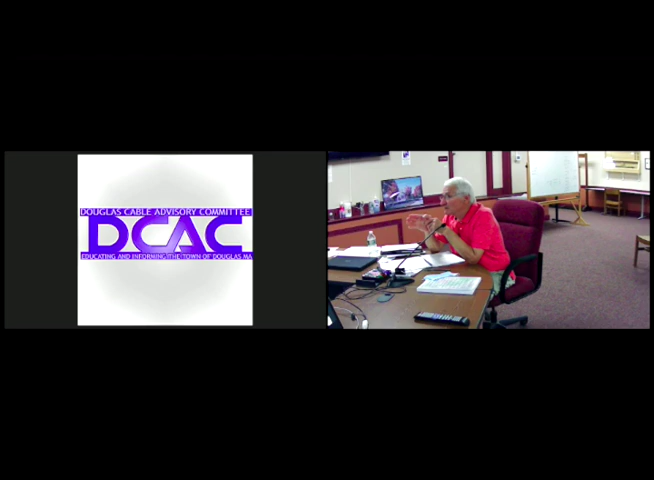 DOUGLAS CABLE ADVISORY COMMITTEE
DCAC
EDUCATING AND INFORMING THE TOWN OF DOUGLAS MA